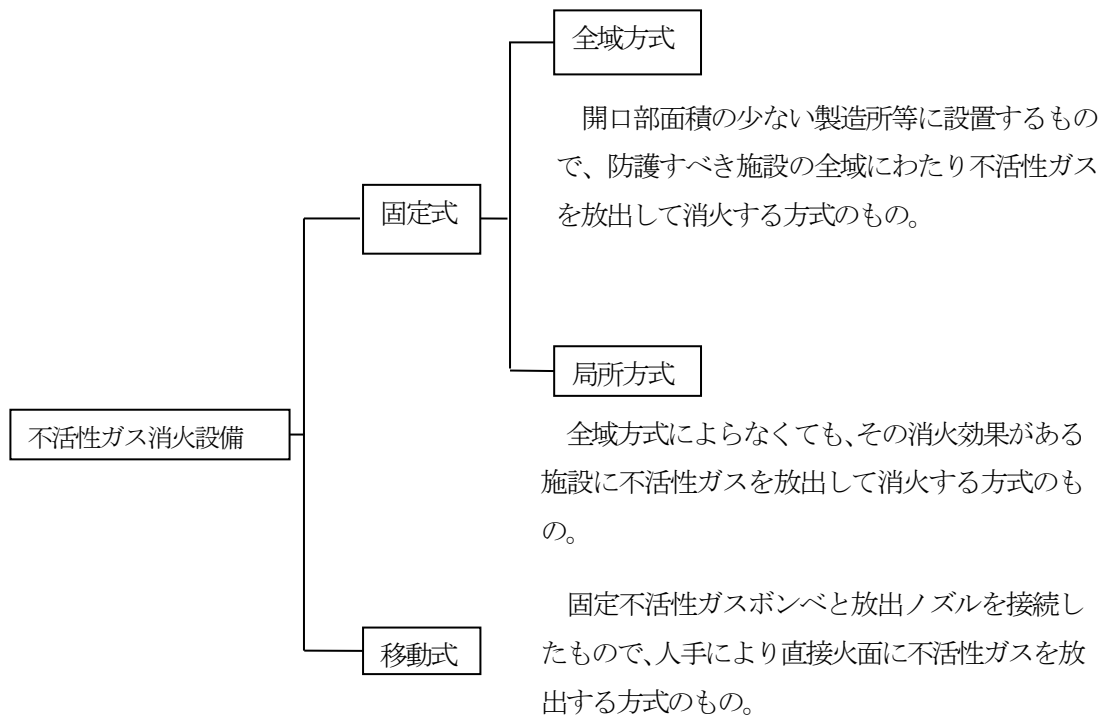 全域方式
開口部面積の少ない製造所等に設置するもの
で、防護すべき施設の全域にわたり不活性ガス
を放出して消火する方式のもの。
固定式
局所方式
不活性ガス消火設備
全域方式によらなくても、その消火効果がある
施設に不活性ガスを放出して消火する方式のも
の。
固定不活性ガスボンベと放出ノズルを接続し
たもので、人手により直接火面に不活性ガスを放
出する方式のもの。
移動式